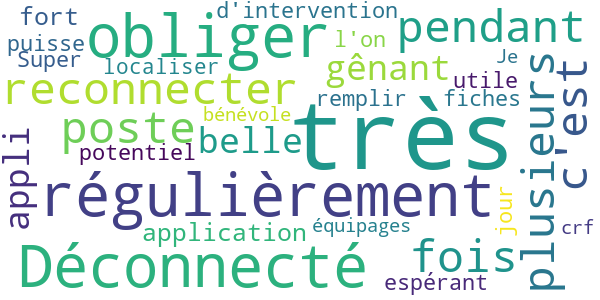 fort
d'intervention
puisse
obliger
l'on
pendant
Super
localiser
gênant
Je
reconnecter
utile
plusieurs
c'est
remplir
fiches
bénévole
poste
belle
très
potentiel
appli
régulièrement
jour
application
équipages
crf
Déconnecté
fois
espérant